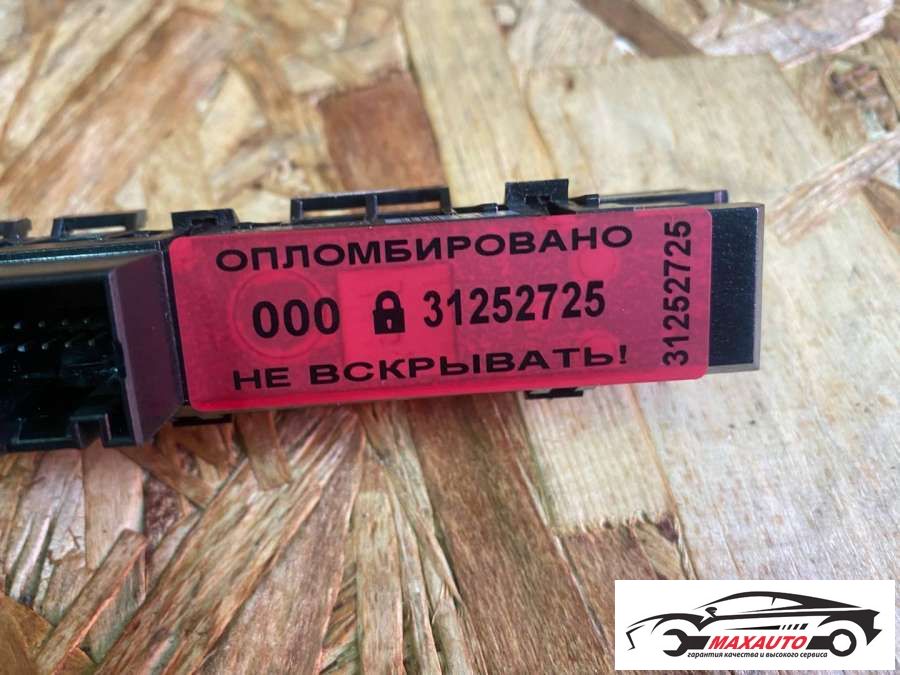 ОПЛОМБИРОВАНО
000 31252725
НЕ ВСКРЫВАТЬ!
31252725
MAXAUTO
гарантия качества и высокого сервиса